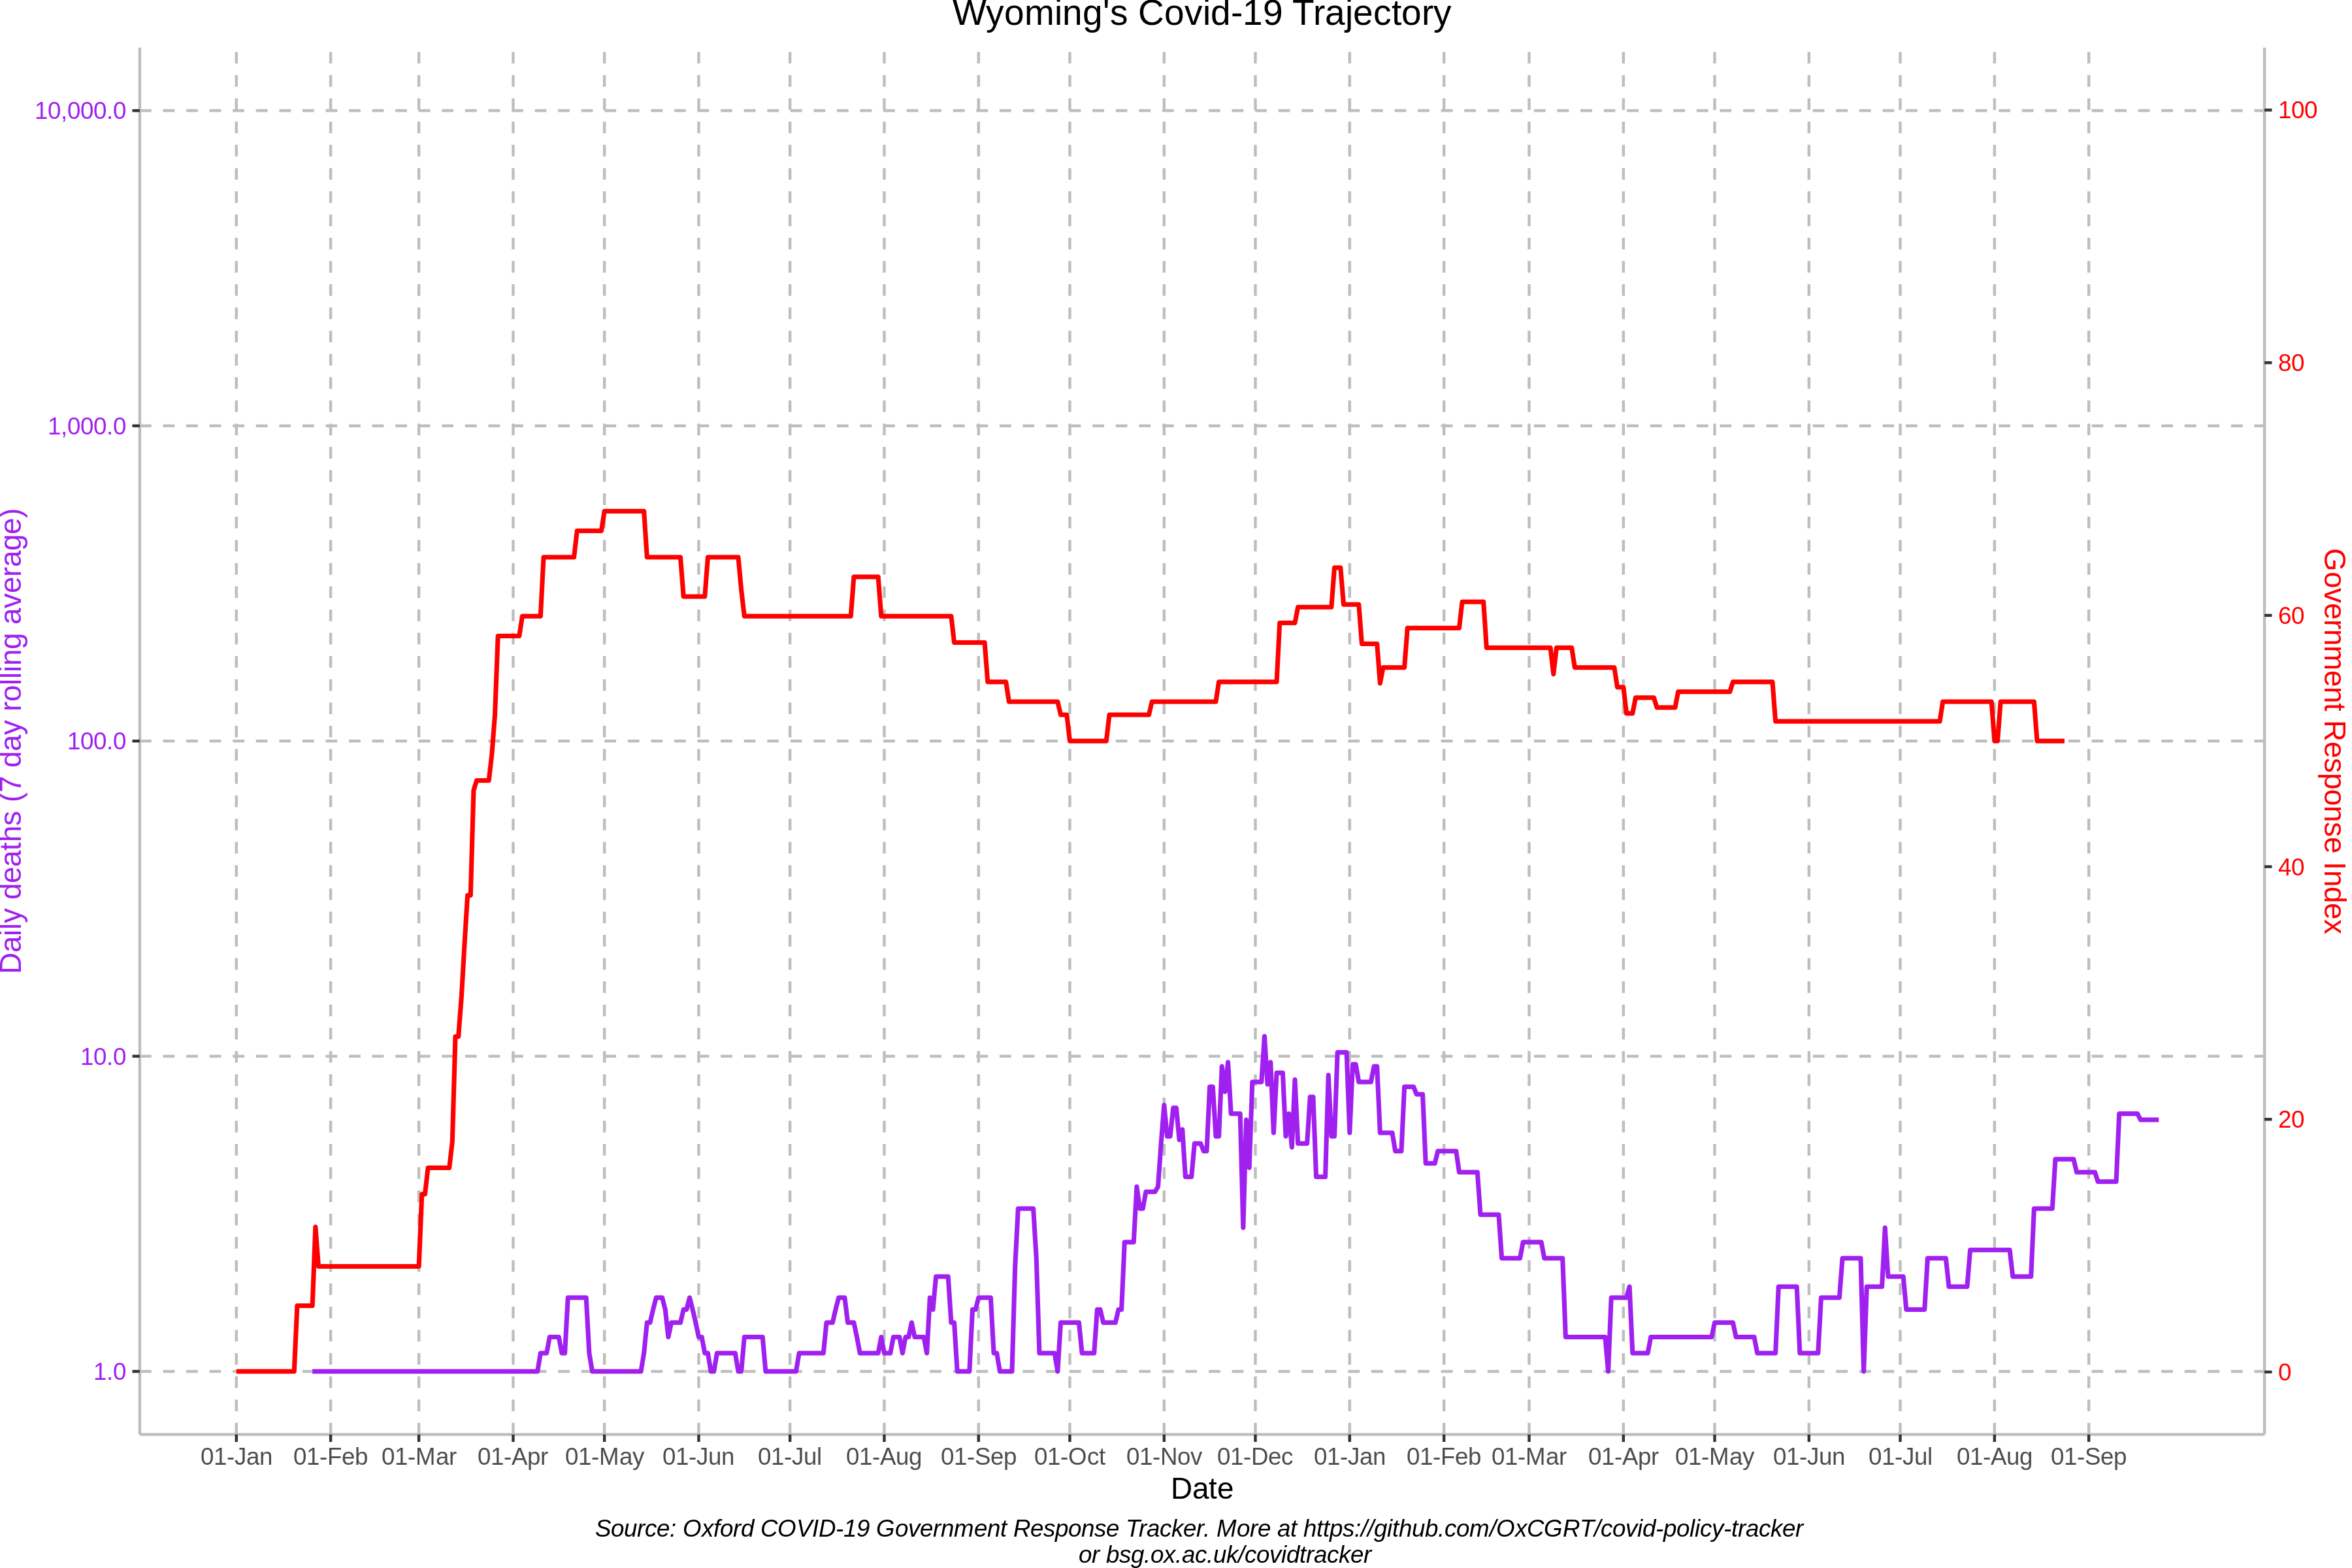 Wyoming's Covid-19 Trajectory
Daily deaths (7 day rolling average)
10,000.0
1,000.0
100.0
10.0
1.0
100
80
60
40
20
0
Government Response Index
01-Jan 01-Feb 01-Mar 01-Apr 01-May 01-Jun 01-Jul 01-Aug 01-Sep 01-Oct 01-Nov 01-Dec 01-Jan 01-Feb 01-Mar 01-Apr 01-May 01-Jun 01-Jul 01-Aug 01-Sep
Date
Source: Oxford COVID-19 Government Response Tracker. More at https://github.com/OxCGRT/covid-policy-tracker
or bsg.ox.ac.uk/covidtracker